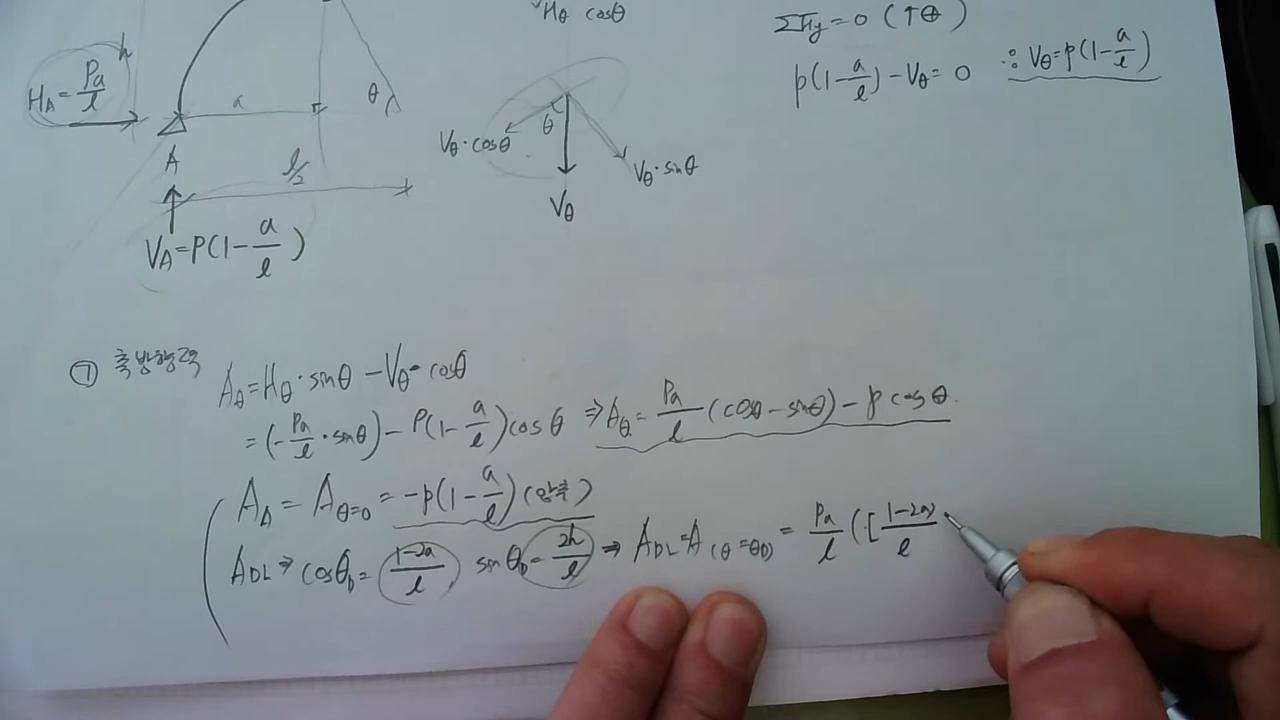 Hθ cosθ
ΣFy=0 (↑⊕)
P(1-a/l)-Vθ=0 ∴ Vθ=P(1-a/l)
HA=Pa/l
h
a
θ
A
l/2
VA=P(1-a/l)
Vθ·cosθ
θ
Vθ·sinθ
Vθ
⑦ 축방향력
Aθ=Hθ·sinθ-Vθ·cosθ
=(-Pa/l·sinθ)-P(1-a/l)cosθ ⇒Aθ=Pa/l(cosθ-sinθ)-Pcosθ.
AA=Aθ=0=-P(1-a/l)(압축)
ADL⇒cosθD=(l-2a)/l sinθD=2h/l ⇒ ADL=A(θ=θD)=Pa/l([(l-2a)/l